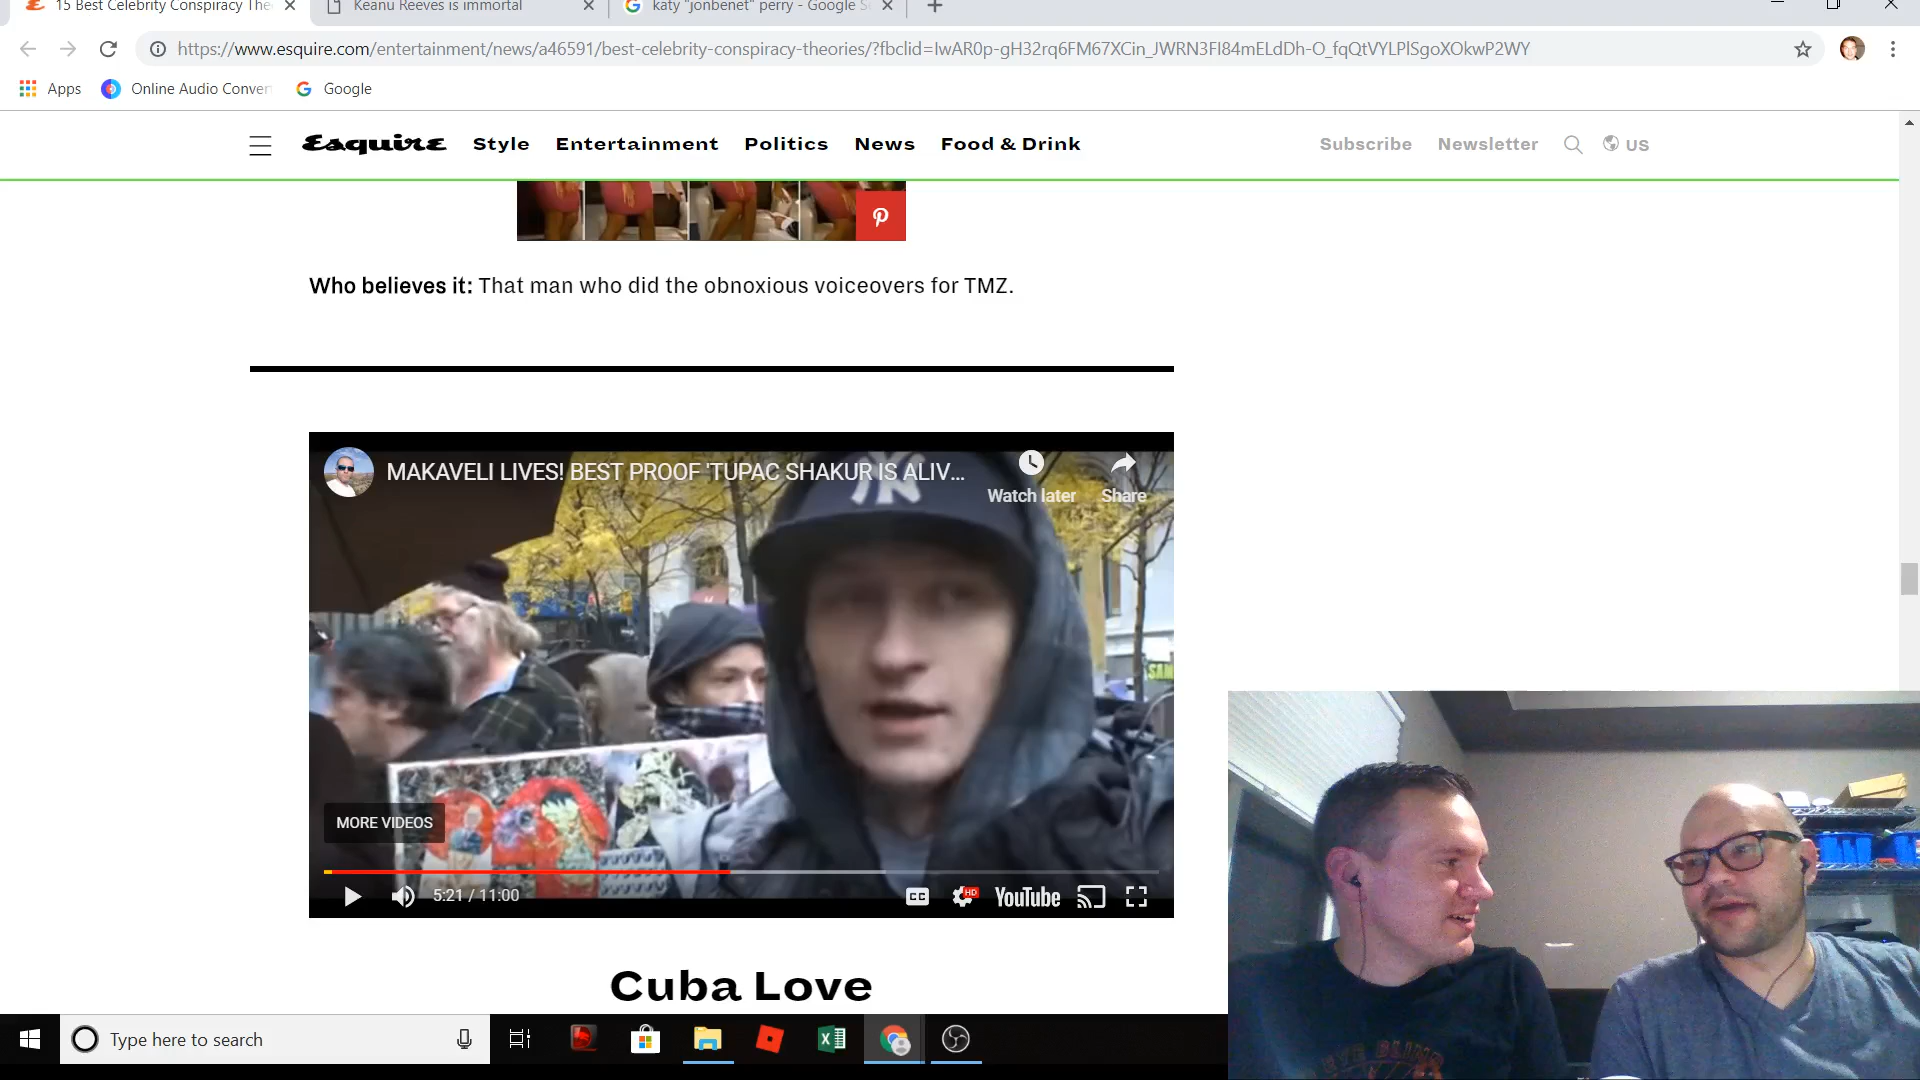 15 Best Celebrity Conspiracy The
Keanu Reeves is immortal
katy "jonbenet" perry - Google Se
https://www.esquire.com/entertainment/news/a46591/best-celebrity-conspiracy-theories/?fbclid=IwAR0p-gH32rq6FM67XCin_JWRN3FI84mELdDh-O_fqQtVYLPlSgoXOkwP2WY
Apps
Online Audio Conver
Google
Esquire
Style
Entertainment
Politics
News
Food & Drink
Subscribe
Newsletter
US
Who believes it: That man who did the obnoxious voiceovers for TMZ.
MAKAVELI LIVES! BEST PROOF 'TUPAC SHAKUR IS ALIV...
Watch later
Share
MORE VIDEOS
5:21 / 11:00
CC
HD
YouTube
Cuba Love
Type here to search